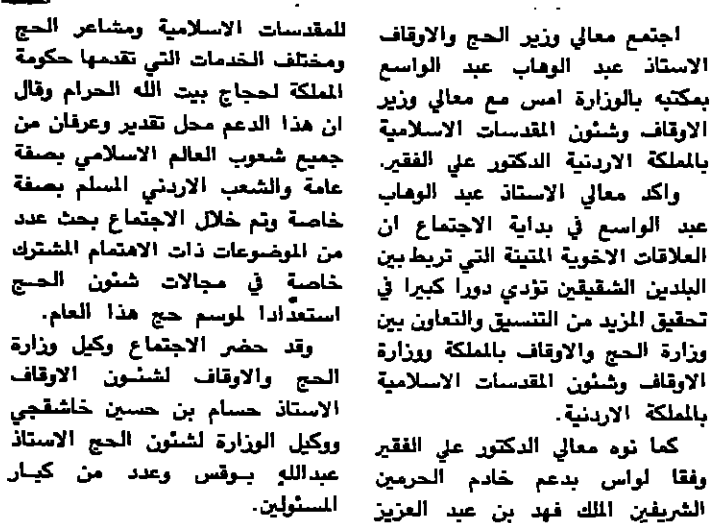 اجتمع معالي وزير الحج والاوقاف
الاستاذ عبد الوهاب عبد الواسع
بمكتبه بالوزارة امس مع معالي وزير
الاوقاف وشئون المقدسات الاسلامية
بالمملكة الاردنية الدكتور علي الفقير.
واكد معالي الاستاذ عبد الوهاب
عبد الواسع في بداية الاجتماع ان
العلاقات الاخوية المتينة التي تربط بين
البلدين الشقيقين تؤدي دورا كبيرا في
تحقيق المزيد من التنسيق والتعاون بين
وزارة الحج والاوقاف بالمملكة ووزارة
الاوقاف وشئون المقدسات الاسلامية
بالمملكة الاردنية.
كما نوه معالي الدكتور علي الفقير
وفقا لواس بدعم خادم الحرمين
الشريفين الملك فهد بن عبد العزيز
للمقدسات الاسلامية ومشاعر الحج
ومختلف الخدمات التي تقدمها حكومة
المملكة لحجاج بيت الله الحرام وقال
ان هذا الدعم محل تقدير وعرفان من
جميع شعوب العالم الاسلامي بصفة
عامة والشعب الاردني المسلم بصفة
خاصة وتم خلال الاجتماع بحث عدد
من الموضوعات ذات الاهتمام المشترك
خاصة في مجالات شئون الحج
استعدادا لموسم حج هذا العام.
وقد حضر الاجتماع وكيل وزارة
الحج والاوقاف لشئون الاوقاف
الاستاذ حسام بن حسين خاشقجي
ووكيل الوزارة لشئون الحج الاستاذ
عبدالله بوقس وعدد من كبار
المسئولين.